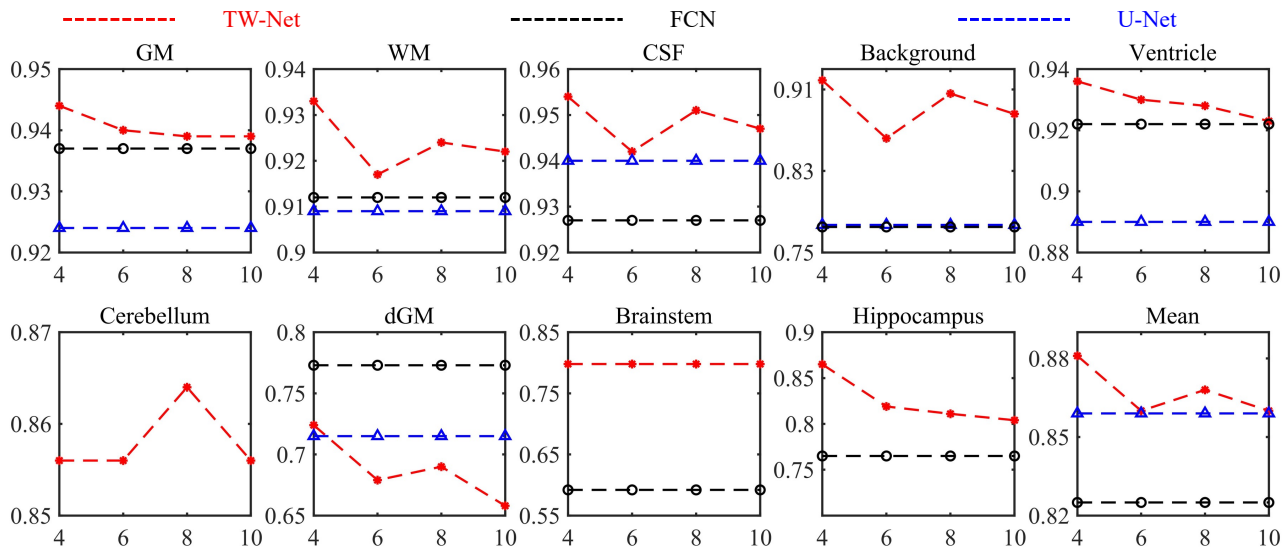 TW-Net FCN U-Net
GM WM CSF Background Ventricle
0.95 0.94 0.96 0.91 0.94
0.94 0.93 0.94 0.83 0.92
0.93 0.92 0.93 0.75 0.9
0.92 0.91 0.92 0.88
0.9
4 6 8 10 4 6 8 10 4 6 8 10 4 6 8 10 4 6 8 10
Cerebellum dGM Brainstem Hippocampus Mean
0.87 0.8 0.85 0.9 0.88
0.86 0.75 0.75 0.85 0.86
0.85 0.7 0.65 0.8 0.82
0.65 0.55 0.75
4 6 8 10 4 6 8 10 4 6 8 10 4 6 8 10 4 6 8 10